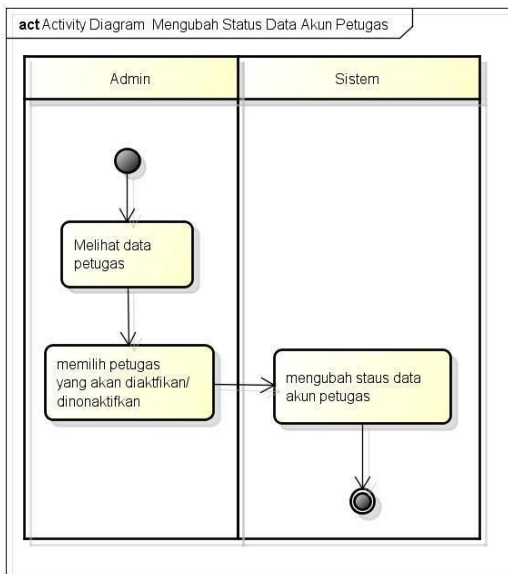 act Activity Diagram Mengubah Status Data Akun Petugas
Admin
Sistem
Melihat data
petugas
memilih petugas
yang akan diaktfikan/
dinonaktifkan
mengubah staus data
akun petugas